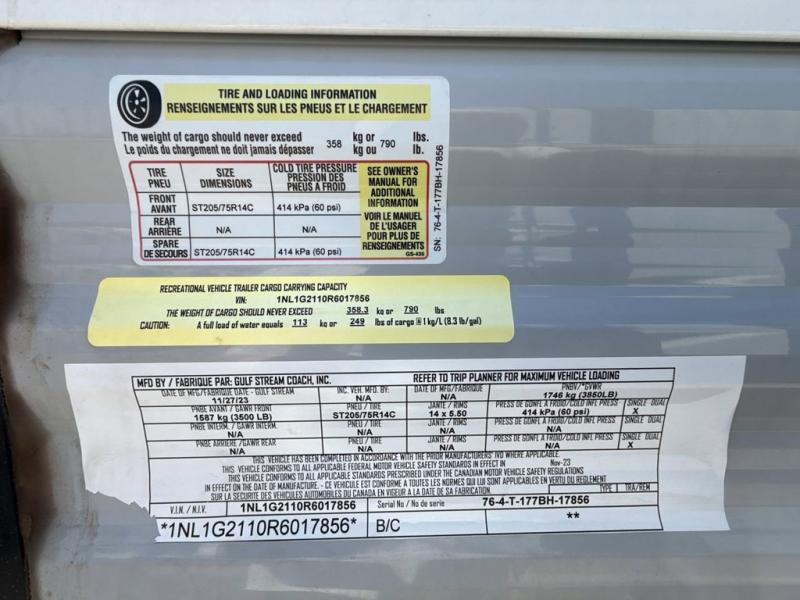 TIRE AND LOADING INFORMATION
RENSEIGNEMENTS SUR LES PNEUS ET LE CHARGEMENT
The weight of cargo should never exceed 358 kg or 790 lbs.
Le poids du chargement ne doit jamais dépasser kg ou lb.
TIRE PNEU SIZE DIMENSIONS COLD TIRE PRESSURE PRESSION DES PNEUS A FROID
FRONT AVANT ST205/75R14C 414 kPa (60 psi)
REAR ARRIÈRE N/A N/A
SPARE DE SECOURS ST205/75R14C 414 kPa (60 psi)
SEE OWNER'S
MANUAL FOR
ADDITIONAL
INFORMATION
VOIR LE MANUEL
DE L'USAGER
POUR PLUS DE
RENSEIGNEMENTS
GS-435
SN: 76-4-T-177BH-17856
RECREATIONAL VEHICLE TRAILER CARGO CARRYING CAPACITY
VIN: 1NL1G2110R6017856
THE WEIGHT OF CARGO SHOULD NEVER EXCEED 358.3 kg or 790 lbs
CAUTION: A full load of water equals 113 kg or 249 lbs of cargo @ 1 kg/L (8.3 lb/gal)
MFD BY / FABRIQUE PAR: GULF STREAM COACH, INC. REFER TO TRIP PLANNER FOR MAXIMUM VEHICLE LOADING
DATE OF MFG/FABRIQUE DATE - GULF STREAM INC. VEH. MFD. BY: DATE OF MFG/FABRIQUE PNBV/*GVWR
11/27/23 N/A N/A 1746 kg (3850LB)
PNBE AVANT / GAWR FRONT PNEU / TIRE JANTE / RIMS PRESS DE GONFL A FROID/COLD INFL PRESS SINGLE DUAL
1587 kg (3500 LB) ST205/75R14C 14 x 5.50 414 kPa (60 psi) X
PNBE INTERM. / GAWR INTERM. PNEU / TIRE JANTE / RIMS PRESS DE GONFL A FROID/COLD INFL PRESS SINGLE DUAL
N/A N/A N/A N/A
PNBE ARRIERE / GAWR REAR PNEU / TIRE JANTE / RIMS PRESS DE GONFL A FROID/COLD INFL PRESS SINGLE DUAL
N/A N/A N/A N/A X
THIS VEHICLE HAS BEEN COMPLETED IN ACCORDANCE WITH THE PRIOR MANUFACTURERS' IVD WHERE APPLICABLE.
THIS VEHICLE CONFORMS TO ALL APPLICABLE FEDERAL MOTOR VEHICLE SAFETY STANDARDS IN EFFECT IN Nov-23
THIS VEHICLE CONFORMS TO ALL APPLICABLE STANDARDS PRESCRIBED UNDER THE CANADIAN MOTOR VEHICLE SAFETY REGULATIONS
IN EFFECT ON THE DATE OF MANUFACTURE. - CE VEHICULE EST CONFORME A TOUTES LES NORMES QUI LUI SONT APPLICABLES EN VERTU DU REGLEMENT
SUR LA SECURITE DES VEHICULES AUTOMOBILES DU CANADA EN VIGUEUR A LA DATE DE SA FABRICATION. TYPE TRA/REM
V.I.N. / N.I.V. 1NL1G2110R6017856 Serial No / No de serie 76-4-T-177BH-17856
*1NL1G2110R6017856* B/C **